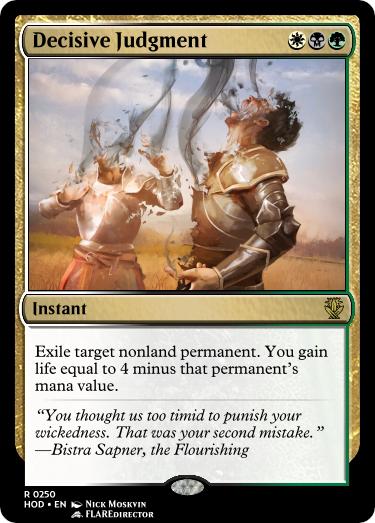 Decisive Judgment
Instant
Exile target nonland permanent. You gain
life equal to 4 minus that permanent's
mana value.
“You thought us too timid to punish your
wickedness. That was your second mistake.”
—Bistra Sapner, the Flourishing
R 0250
HOD • EN Nick Moskvin
FLAREdirector